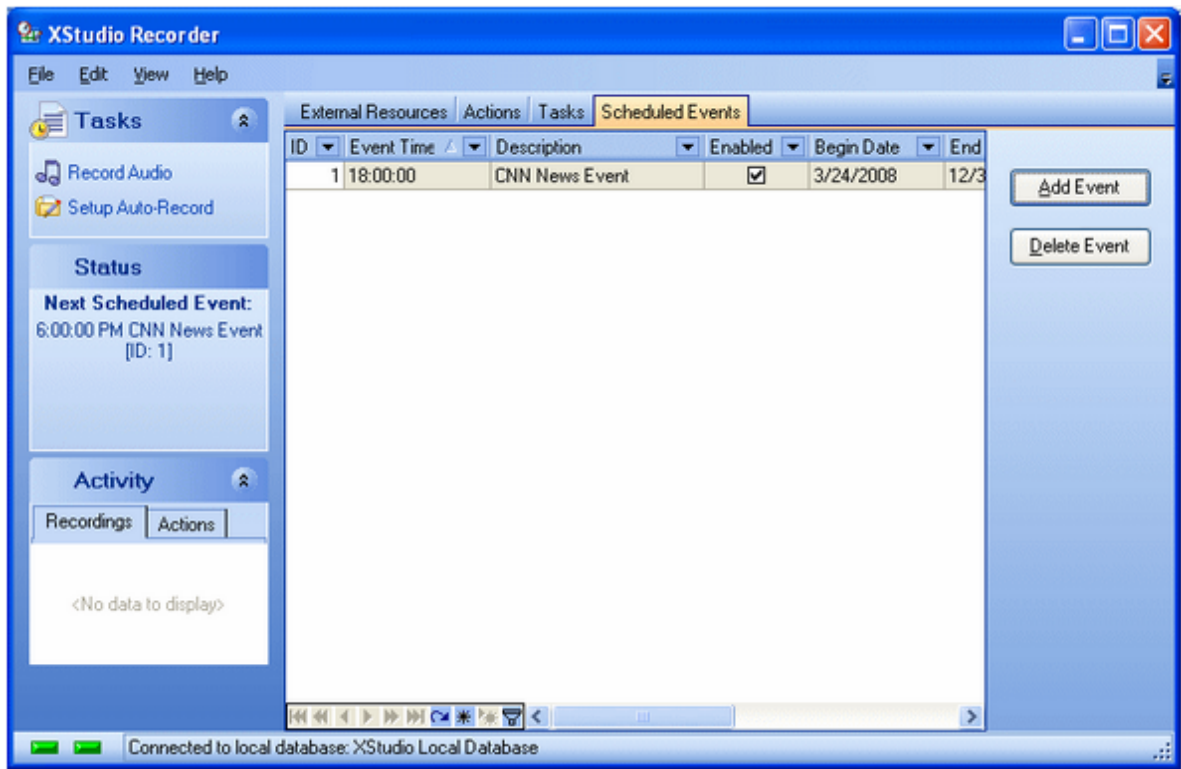 XStudio Recorder
File Edit View Help
Tasks
Record Audio
Setup Auto-Record
Status
Next Scheduled Event:
6:00:00 PM CNN News Event
[ID: 1]
Activity
Recordings Actions
<No data to display>
External Resources Actions Tasks Scheduled Events
ID Event Time Description Enabled Begin Date End
1 18:00:00 CNN News Event 3/24/2008 12/3
Add Event
Delete Event
Connected to local database: XStudio Local Database